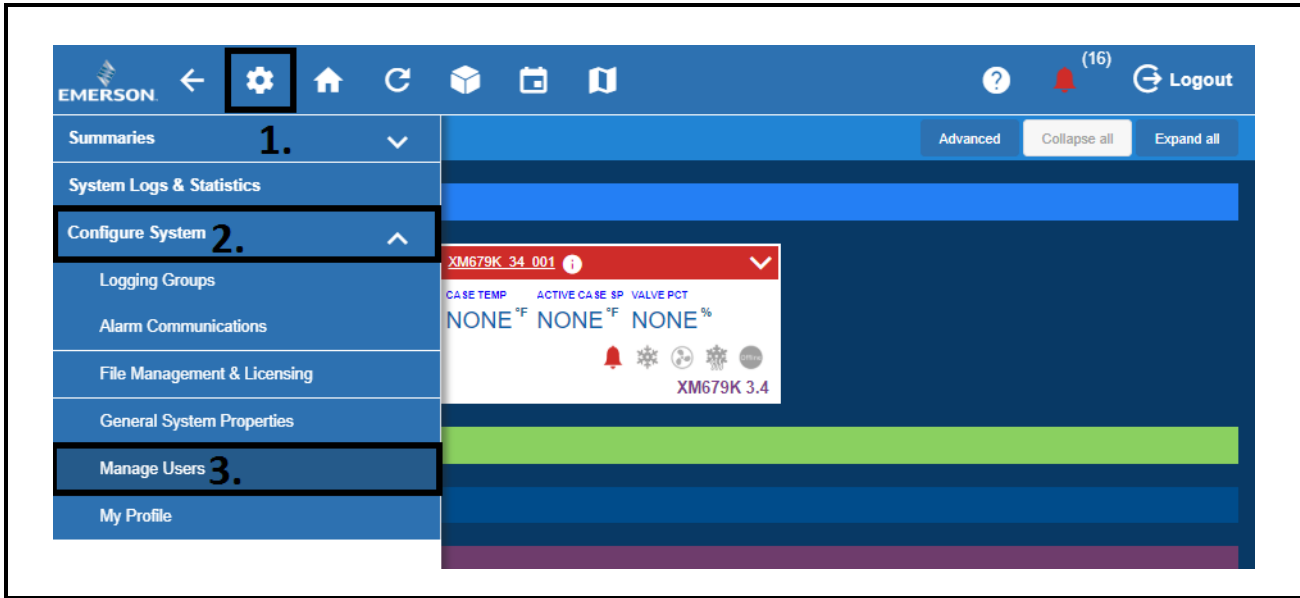 (16)
EMERSON.
Logout
Summaries
1.
Advanced
Collapse all
Expand all
System Logs & Statistics
Configure System
2.
Logging Groups
Alarm Communications
File Management & Licensing
General System Properties
Manage Users
3.
My Profile
XM679K_34_001
CASE TEMP ACTIVE CASE SP VALVE PCT
NONE °F NONE °F NONE %
Offline
XM679K 3.4